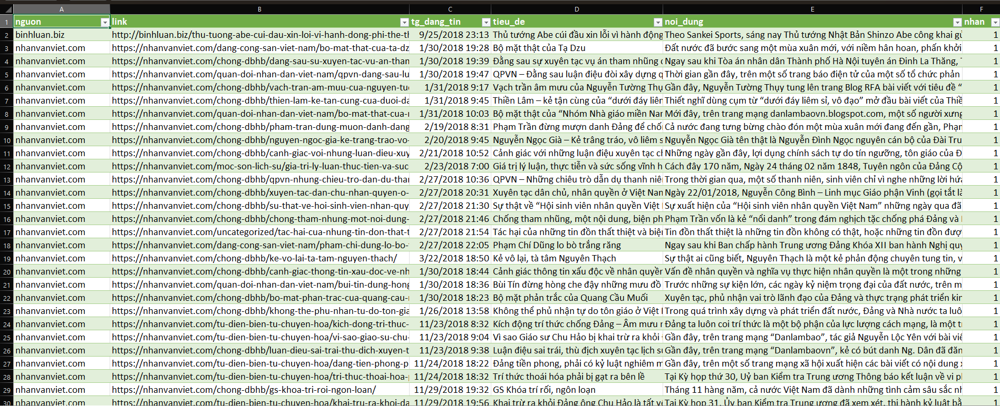 A B C D E F
1 nguon link tg_dang_tin tieu_de noi_dung nhan
2 binhluan.biz http://binhluan.biz/thu-tuong-abe-cui-dau-xin-loi-vi-hanh-dong-phi-the-th 9/25/2018 23:13 Thủ tướng Abe cúi đầu xin lỗi vì hành động Theo Sankei Sports, sáng nay Thủ tướng Nhật Bản Shinzo Abe công khai gử 1
3 nhanvanviet.com https://nhanvanviet.com/dang-cong-san-viet-nam/bo-mat-that-cua-ta-dz 1/30/2018 19:28 Bộ mặt thật của Tạ Dzu Đất nước đã bước sang một mùa xuân mới, với niềm hân hoan, phấn khởi 1
4 nhanvanviet.com https://nhanvanviet.com/chong-dbhb/dang-sau-su-xuyen-tac-vu-an-tham 1/30/2018 19:39 Đằng sau sự xuyên tạc vụ án tham nhũng c Ngay sau khi Tòa án nhân dân Thành phố Hà Nội tuyên án Đinh La Thăng, T 1
5 nhanvanviet.com https://nhanvanviet.com/quan-doi-nhan-dan-viet-nam/qpvn-dang-sau-lu 1/30/2018 19:47 QPVN – Đằng sau luận điệu đòi xây dựng q Thời gian gần đây, trên một số trang báo điện tử của một số tổ chức phản 1
6 nhanvanviet.com https://nhanvanviet.com/chong-dbhb/vach-tran-am-muu-cua-nguyen-tuo 1/31/2018 9:17 Vạch trần âm mưu của Nguyễn Tường Thụ Gần đây, Nguyễn Tường Thụy tung lên trang Blog RFA bài viết với tiêu đề “ 1
7 nhanvanviet.com https://nhanvanviet.com/chong-dbhb/thien-lam-ke-tan-cung-cua-duoi-da 1/31/2018 9:45 Thiền Lâm – kẻ tận cùng của “dưới đáy liêm Thiết nghĩ dùng cụm từ “dưới đáy liêm sỉ, vô đạo” mở đầu bài viết của Thiề 1
8 nhanvanviet.com https://nhanvanviet.com/quan-doi-nhan-dan-viet-nam/bo-mat-that-cua-n 1/31/2018 10:03 Bộ mặt thật của “Nhóm Nhà giáo miền Nam Mới đây, trên trang mạng danlambaovn.blogspot.com, một số người xưng 1
9 nhanvanviet.com https://nhanvanviet.com/chong-dbhb/pham-tran-dung-muon-danh-dang 2/19/2018 8:31 Phạm Trần đừng mượn danh Đảng để chối Cả nước đang tưng bừng chào đón một mùa xuân mới đang đến gần, Phạn 1
10 nhanvanviet.com https://nhanvanviet.com/chong-dbhb/nguyen-ngoc-gia-ke-trang-trao-vo- 2/20/2018 9:45 Nguyễn Ngọc Già – Kẻ trâng tráo, vô liêm s Nguyễn Ngọc Già tên thật là Nguyễn Đình Ngọc nguyên cán bộ của Đài Tru 1
11 nhanvanviet.com https://nhanvanviet.com/chong-dbhb/canh-giac-voi-nhung-luan-dieu-xuy 2/21/2018 10:52 Cảnh giác với những luận điệu xuyên tạc ch Những ngày gần đây, lợi dụng chính sách tự do tín ngưỡng, tôn giáo của Đ 1
12 nhanvanviet.com https://nhanvanviet.com/moc-son-lich-su/gia-tri-ly-luan-thuc-tien-va-suc 2/23/2018 7:00 Giá trị lý luận, thực tiễn và sức sống vĩnh h Cách đây 170 năm, Ngày 24 tháng 02 năm 1848, Tuyên ngôn của Đảng Cộ 1
13 nhanvanviet.com https://nhanvanviet.com/chong-dbhb/qpvn-nhung-chieu-tro-dan-du-than 2/27/2018 10:36 QPVN – Những chiêu trò dẫn dụ thanh niên Trong thời gian qua, một số thanh niên, sinh viên chỉ vì nghe những lời hứa 1
14 nhanvanviet.com https://nhanvanviet.com/chong-dbhb/xuyen-tac-dan-chu-nhan-quyen-o- 2/27/2018 20:31 Xuyên tạc dân chủ, nhân quyền ở Việt Nam Ngày 22/01/2018, Nguyễn Công Bình – Linh mục Giáo phận Vinh (gọi tắt là 1
15 nhanvanviet.com https://nhanvanviet.com/chong-dbhb/su-that-ve-hoi-sinh-vien-nhan-quy 2/27/2018 21:30 Sự thật về “Hội sinh viên nhân quyền Việt Sự xuất hiện của “Hội sinh viên nhân quyền Việt Nam” những ngày qua đã 1
16 nhanvanviet.com https://nhanvanviet.com/chong-dbhb/chong-tham-nhung-mot-noi-dung- 2/27/2018 21:46 Chống tham nhũng, một nội dung, biện ph Phạm Trần vốn là kẻ “nổi danh” trong đám nghịch tặc chống phá Đảng và 1
17 nhanvanviet.com https://nhanvanviet.com/uncategorized/tac-hai-cua-nhung-tin-don-that-t 2/27/2018 21:54 Tác hại của những tin đồn thất thiệt và biện Tin đồn thất thiệt là những tin đồn không có thật, hoặc những tin đồn đượ 1
18 nhanvanviet.com https://nhanvanviet.com/dang-cong-san-viet-nam/pham-chi-dung-lo-bo- 2/27/2018 22:05 Phạm Chí Dũng lo bò trắng răng Ngay sau khi Ban chấp hành Trung ương Đảng Khóa XII ban hành Nghị quy 1
19 nhanvanviet.com https://nhanvanviet.com/chong-dbhb/ke-vo-lai-ta-tam-nguyen-thach/ 3/22/2018 18:50 Kẻ vô lại, tà tâm Nguyên Thạch Sự thật ai cũng biết, Nguyên Thạch là một kẻ phản động chuyên tung tin, v 1
20 nhanvanviet.com https://nhanvanviet.com/chong-dbhb/canh-giac-thong-tin-xau-doc-ve-nh 1/30/2018 18:44 Cảnh giác thông tin xấu độc về nhân quyền Vấn đề nhân quyền và nghĩa vụ thực hiện nhân quyền là một trong những 1
21 nhanvanviet.com https://nhanvanviet.com/quan-doi-nhan-dan-viet-nam/bui-tin-dung-hong 1/30/2018 18:36 Bùi Tín đừng hòng che đậy những mưu đồ Trước những sự kiện lớn, các ngày kỷ niệm trọng đại của đất nước, trên m 1
22 nhanvanviet.com https://nhanvanviet.com/chong-dbhb/bo-mat-phan-trac-cua-quang-cau-m 1/30/2018 18:23 Bộ mặt phản trắc của Quang Cầu Muối Xuyên tạc, phủ nhận vai trò lãnh đạo của Đảng và thực trạng phát triển kin 1
23 nhanvanviet.com https://nhanvanviet.com/chong-dbhb/khong-the-phu-nhan-tu-do-ton-gia 1/26/2018 13:58 Không thể phủ nhận tự do tôn giáo ở Việt Trong quá trình xây dựng và phát triển đất nước, Đảng và Nhà nước ta luô 1
24 nhanvanviet.com https://nhanvanviet.com/tu-dien-bien-tu-chuyen-hoa/kich-dong-tri-thuc- 11/23/2018 8:32 Kích động trí thức chống Đảng – Âm mưu Đảng ta luôn coi trí thức là một bộ phận của lực lượng cách mạng, là một 1
25 nhanvanviet.com https://nhanvanviet.com/tu-dien-bien-tu-chuyen-hoa/vi-sao-giao-su-chu- 11/23/2018 9:04 Vì sao Giáo sư Chu Hảo bị khai trừ ra khỏi Gần đây, trên trang mạng “Danlambao”, tác giả Nguyễn Lộc Yên với bài viế 1
26 nhanvanviet.com https://nhanvanviet.com/chong-dbhb/luan-dieu-sai-trai-thu-dich-xuyen-t 11/23/2018 9:38 Luận điệu sai trái, thù địch xuyên tạc lịch sử Gần đây, trên trang mạng “Danlambaovn”, kẻ có bút danh Ng. Dân đã đăn 1
27 nhanvanviet.com https://nhanvanviet.com/tu-dien-bien-tu-chuyen-hoa/dang-tien-phong-p 11/24/2018 18:22 Đảng tiền phong, phải có kỷ luật nghiêm m Gần đây, trên một số trang mạng xã hội xuất hiện các bài viết có nội dung x 1
28 nhanvanviet.com https://nhanvanviet.com/tu-dien-bien-tu-chuyen-hoa/tri-thuc-thoai-hoa- 11/24/2018 18:32 Trí thức thoái hóa phải bị gạt ra bên lề Tại Kỳ họp thứ 30, Uỷ ban Kiểm tra Trung ương Thông báo kết luận về vi ph 1
29 nhanvanviet.com https://nhanvanviet.com/chong-dbhb/gs-khoa-tri-roi-ngon-loan/ 11/29/2018 19:32 GS Khóa trí rối, ngôn loạn Tháng 11 hàng năm, cả nước Việt Nam đã dành những tình cảm sâu sắc nh 1
30 nhanvanviet.com https://nhanvanviet.com/tu-dien-bien-tu-chuyen-hoa/khai-tru-ra-khoi-da 11/29/2018 19:56 Khai trừ ra khỏi Đảng ông Chu Hảo là tất Tại Kỳ họp 31, Ủy ban Kiểm tra Trung ương đã xem xét, thi hành kỷ luật bằ 1